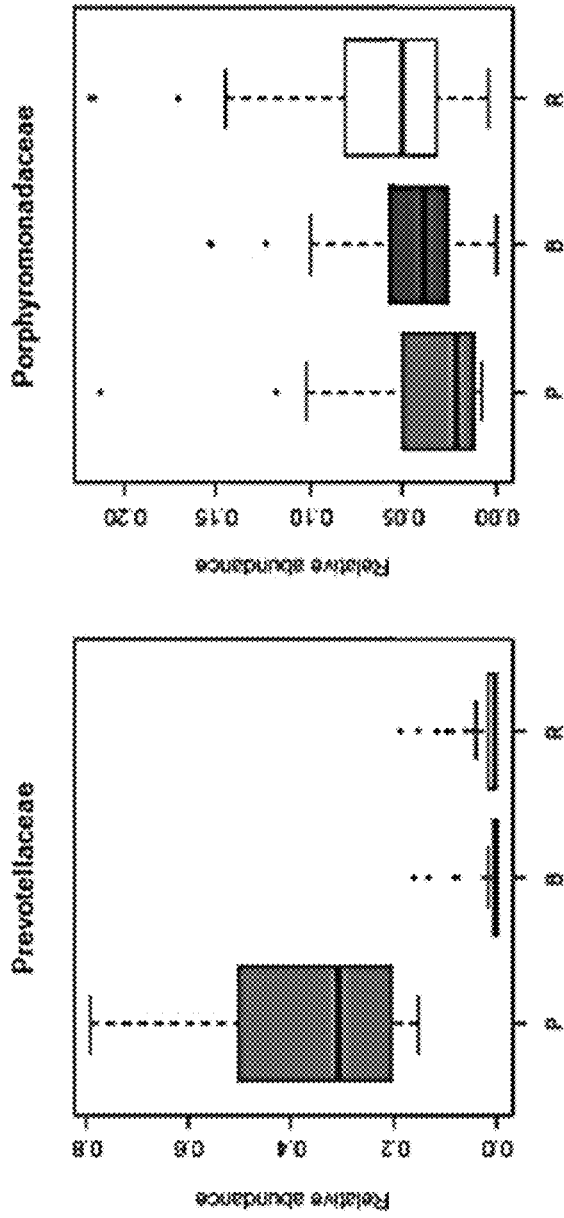 Prevotellaceae
Relative abundance
0.8
0.6
0.4
0.2
0.0
P
B
R
Porphyromonadaceae
Relative abundance
0.20
0.15
0.10
0.05
0.00
P
B
R